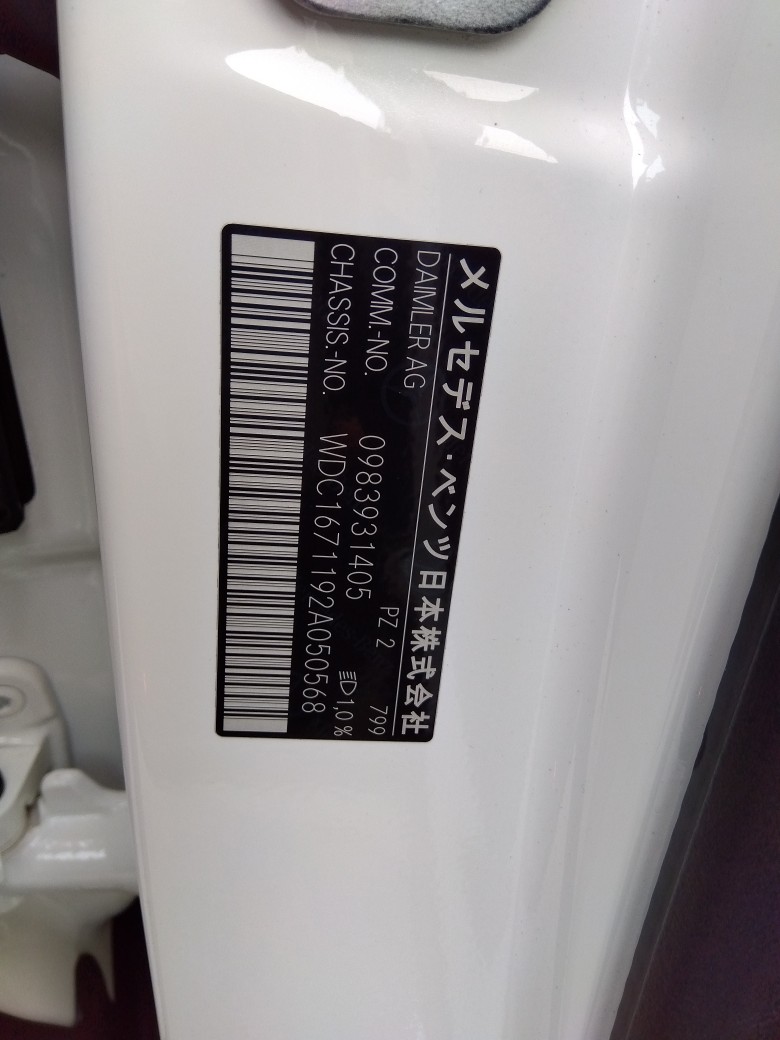 メルセデス・ベンツ日本株式会社
DAIMLER AG 799
COMM.-NO. 0983931405 PZ 2
CHASSIS.-NO. WDC1671192A050568 1,0 %